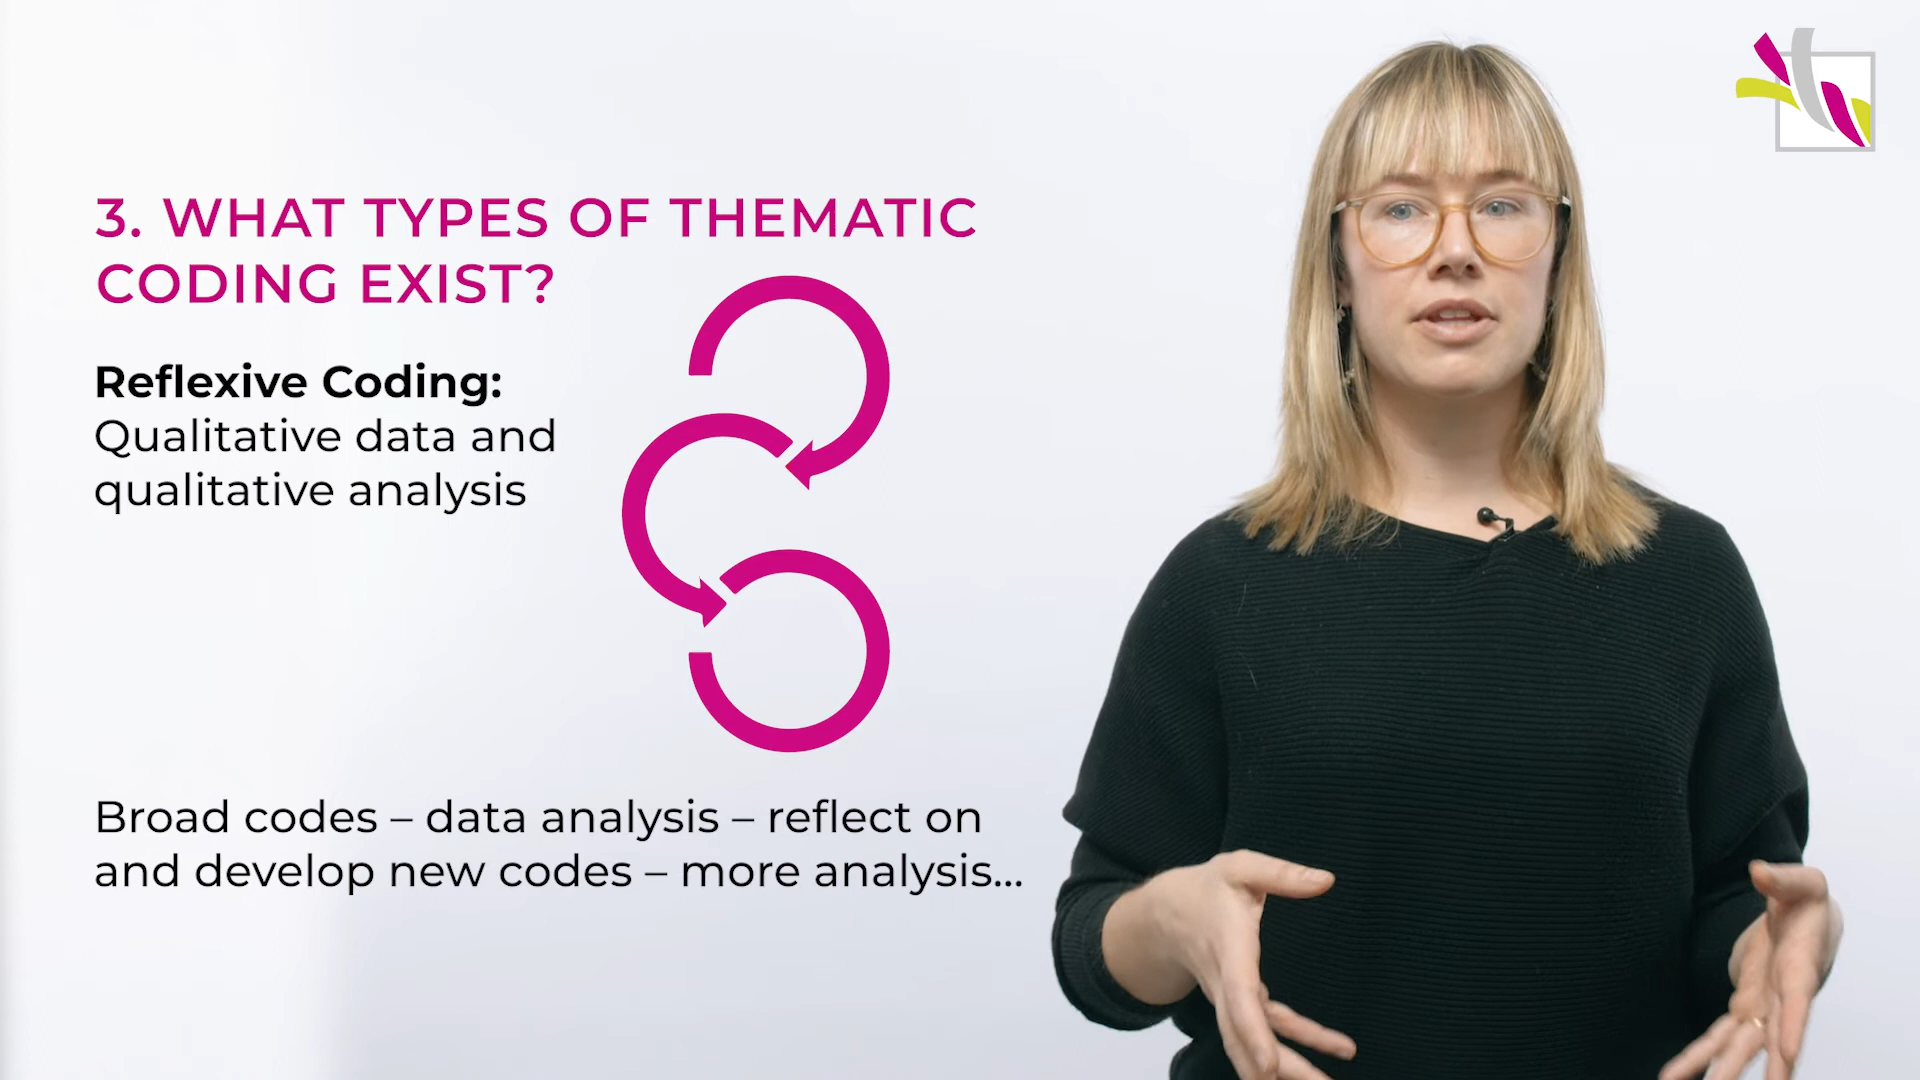 3. WHAT TYPES OF THEMATIC
CODING EXIST?
Reflexive Coding:
Qualitative data and
qualitative analysis
Broad codes – data analysis – reflect on
and develop new codes – more analysis...